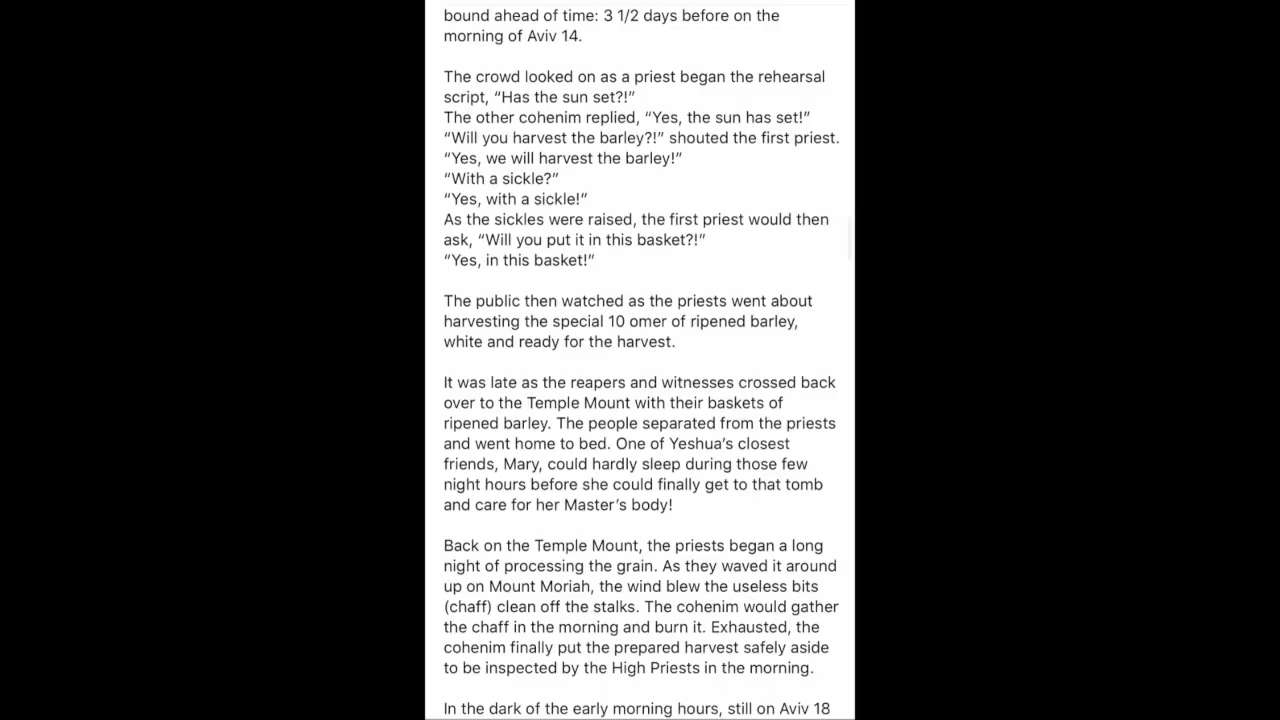 bound ahead of time: 3 1/2 days before on the
morning of Aviv 14.
The crowd looked on as a priest began the rehearsal
script, “Has the sun set?!”
The other cohenim replied, “Yes, the sun has set!”
“Will you harvest the barley?!” shouted the first priest.
“Yes, we will harvest the barley!”
“With a sickle?”
“Yes, with a sickle!”
As the sickles were raised, the first priest would then
ask, “Will you put it in this basket?!”
“Yes, in this basket!”
The public then watched as the priests went about
harvesting the special 10 omer of ripened barley,
white and ready for the harvest.
It was late as the reapers and witnesses crossed back
over to the Temple Mount with their baskets of
ripened barley. The people separated from the priests
and went home to bed. One of Yeshua’s closest
friends, Mary, could hardly sleep during those few
night hours before she could finally get to that tomb
and care for her Master’s body!
Back on the Temple Mount, the priests began a long
night of processing the grain. As they waved it around
up on Mount Moriah, the wind blew the useless bits
(chaff) clean off the stalks. The cohenim would gather
the chaff in the morning and burn it. Exhausted, the
cohenim finally put the prepared harvest safely aside
to be inspected by the High Priests in the morning.
In the dark of the early morning hours, still on Aviv 18